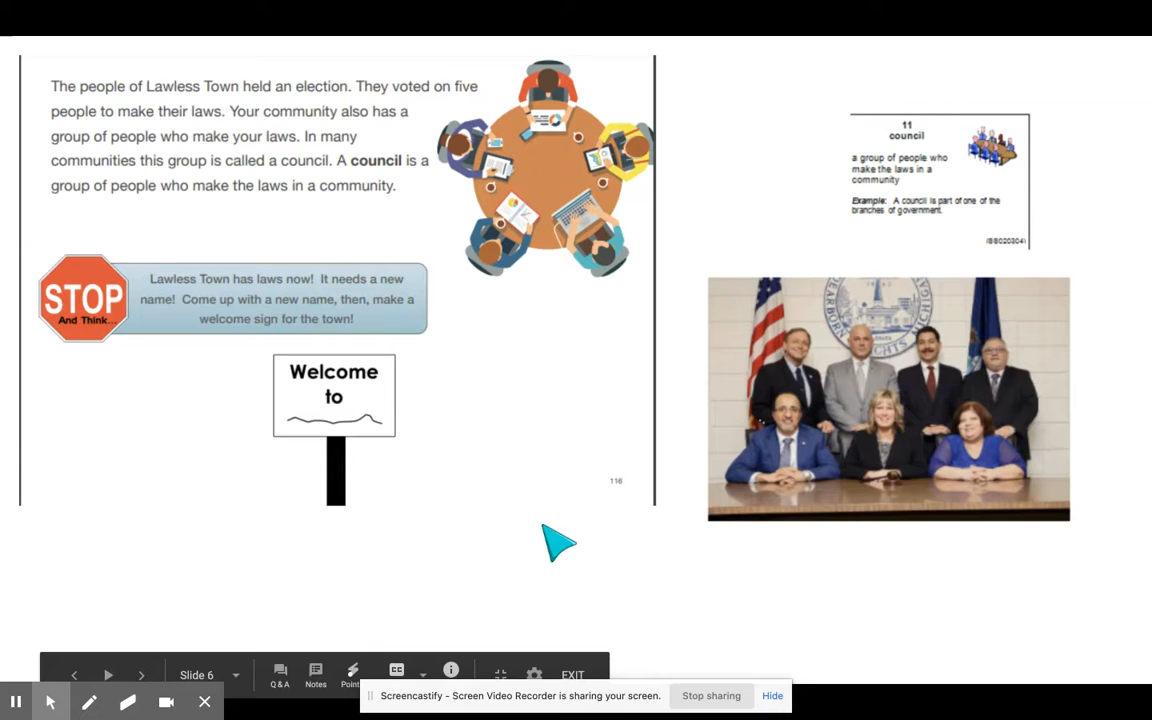 The people of Lawless Town held an election. They voted on five
people to make their laws. Your community also has a
group of people who make your laws. In many
communities this group is called a council. A council is a
group of people who make the laws in a community.
STOP
And Think...
Lawless Town has laws now! It needs a new
name! Come up with a new name, then, make a
welcome sign for the town!
Welcome
to
116
11
council
a group of people who
make the laws in a
community
Example: A council is part of one of the
branches of government.
(BB020304)
DEARBORN HEIGHTS MICHIGAN
Slide 6
Q & A
Notes
CC
EXIT
Screencastify - Screen Video Recorder is sharing your screen.
Stop sharing
Hide